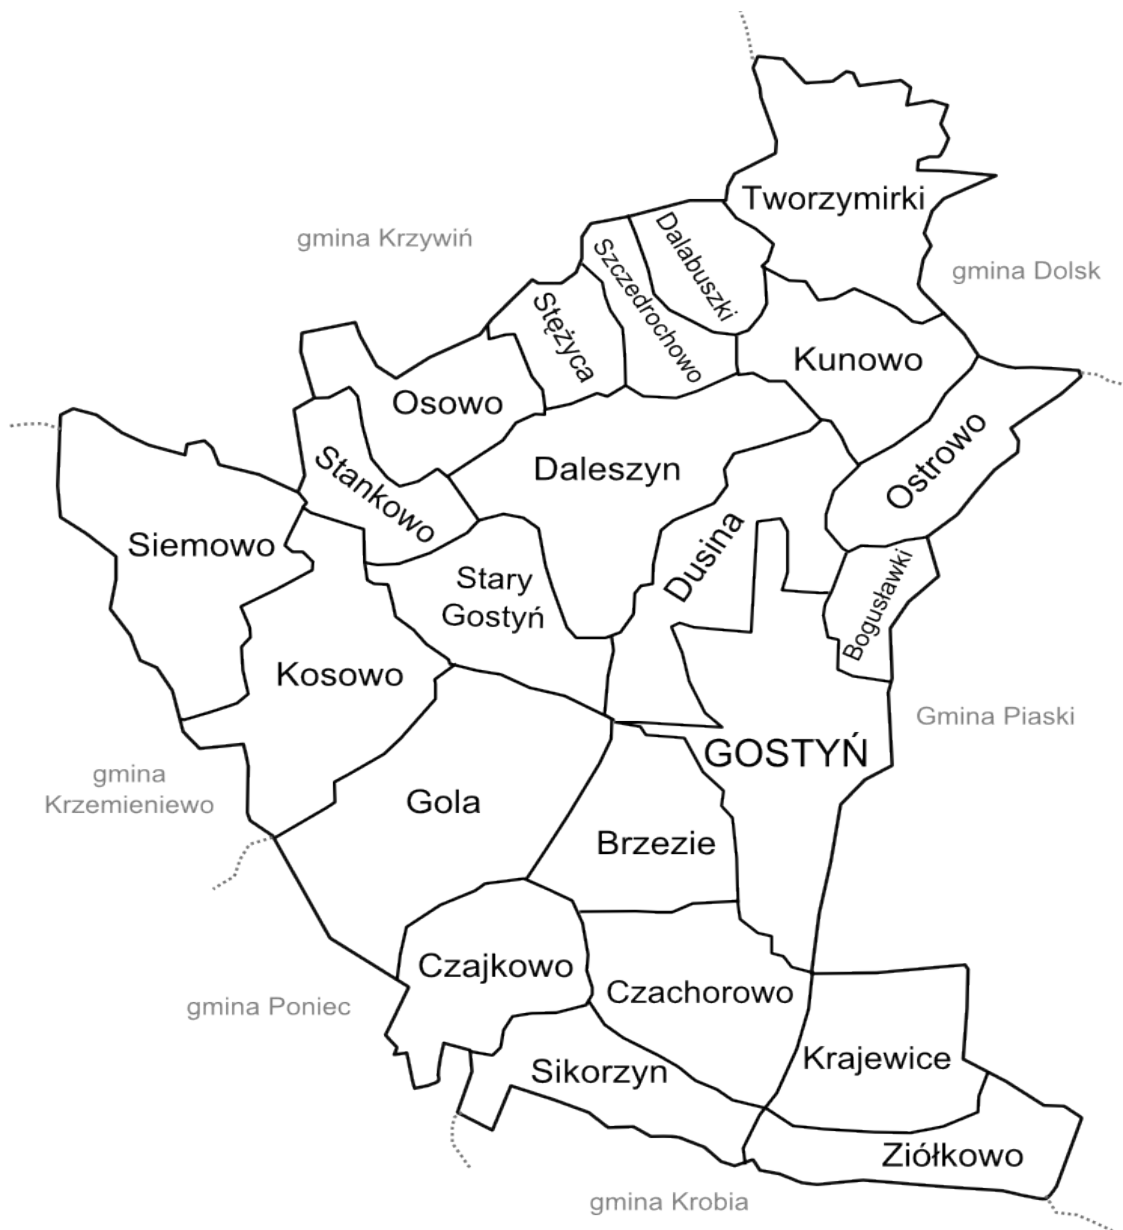 Tworzymirki
gmina Krzywiń
Dalabuszki
Szczedrochowo
gmina Dolsk
Stężyca
Kunowo
Osowo
Ostrowo
Daleszyn
Stankowo
Siemowo
Dusina
Stary
Gostyń
Bogusławki
Kosowo
Gmina Piaski
GOSTYŃ
gmina
Krzemieniewo
Gola
Brzezie
Czajkowo
Czachorowo
gmina Poniec
Krajewice
Sikorzyn
Ziółkowo
gmina Krobia